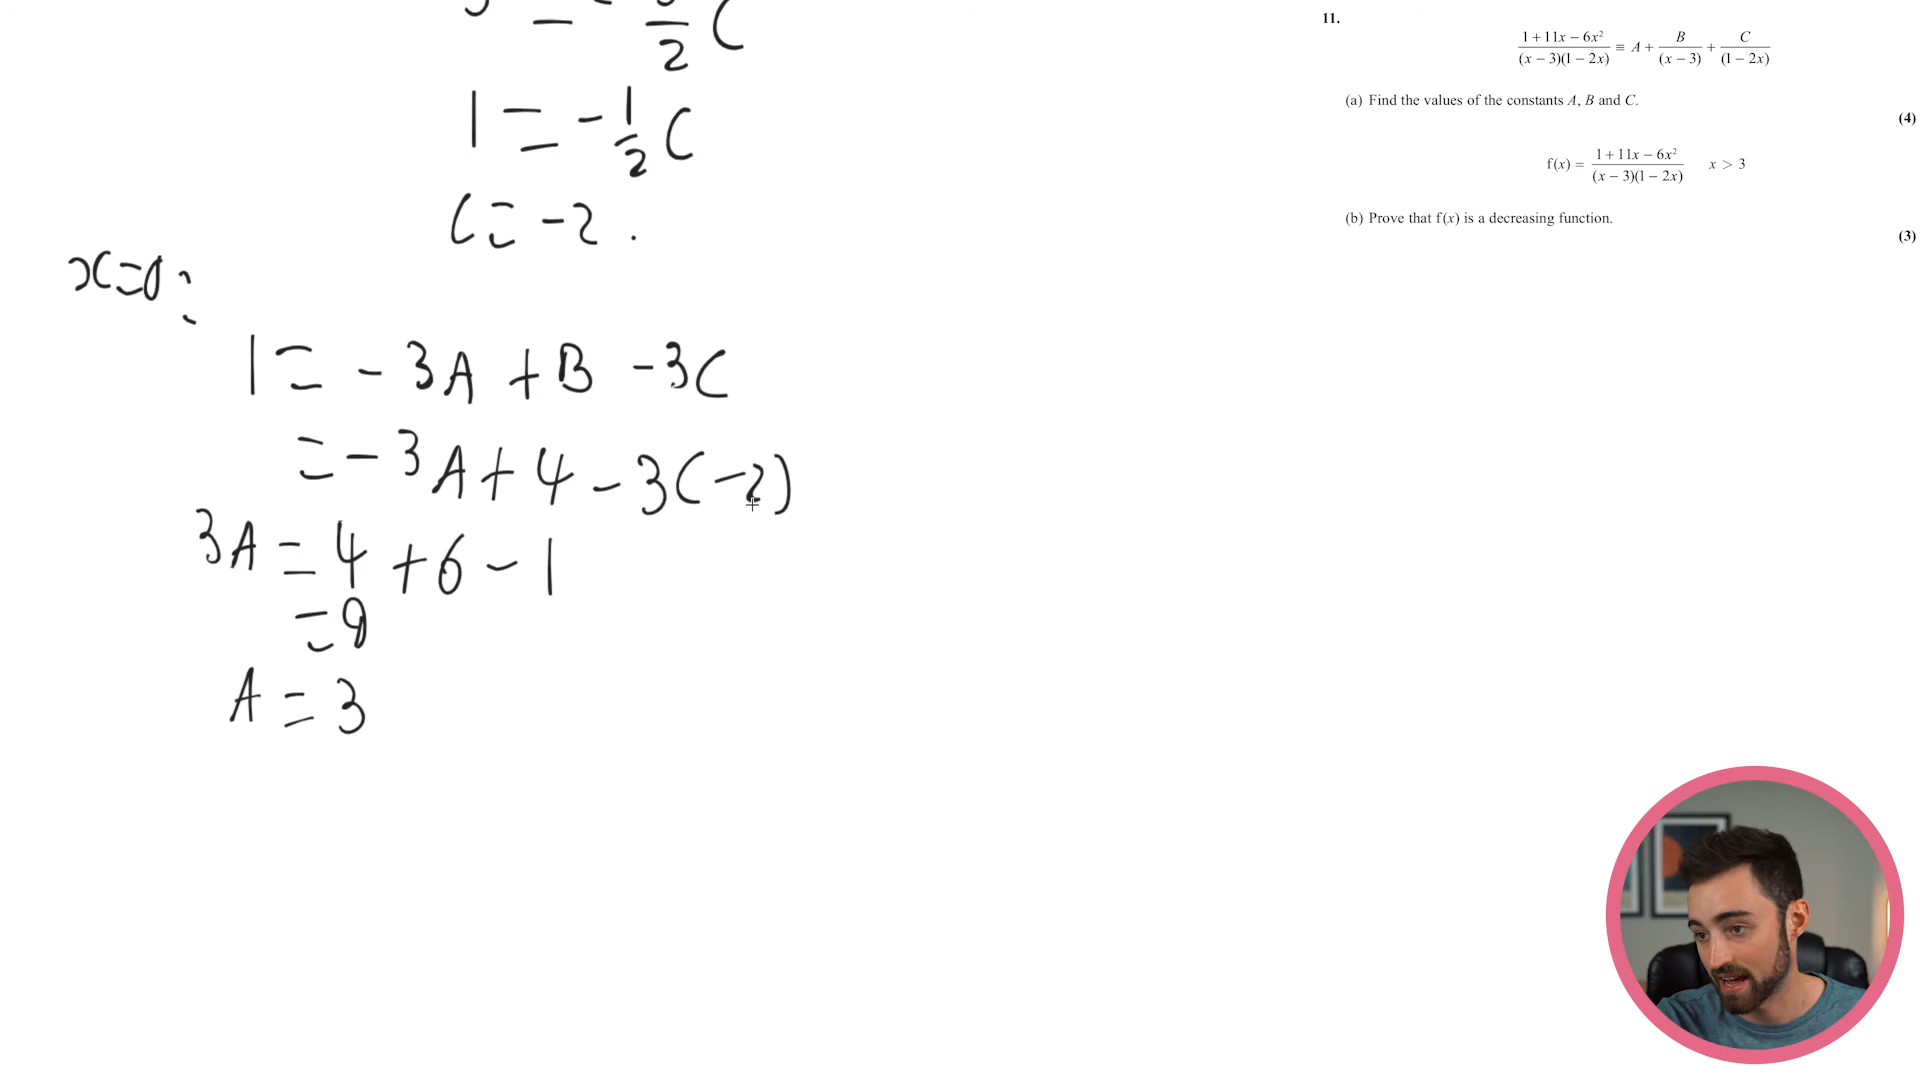 = - 2 C
1 = - 1/2 C
C = -2.
x=0:
1 = - 3A + B - 3C
= - 3A + 4 - 3(-2)
3A = 4 + 6 - 1
= 9
A = 3
11.
(1 + 11x − 6x²)/((x − 3)(1 − 2x)) ≡ A + B/(x − 3) + C/(1 − 2x)
(a) Find the values of the constants A, B and C.
(4)
f(x) = (1 + 11x − 6x²)/((x − 3)(1 − 2x)) x > 3
(b) Prove that f(x) is a decreasing function.
(3)